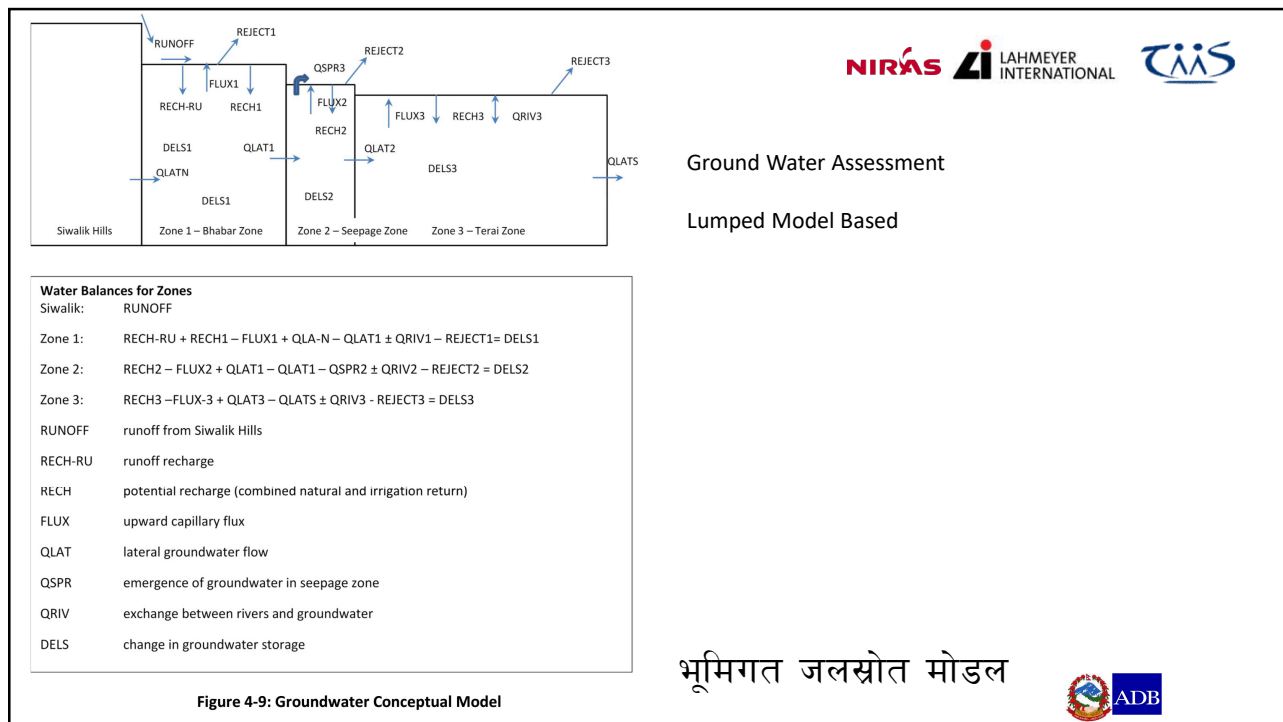 RUNOFF
REJECT1
QSPR3
REJECT2
REJECT3
FLUX1
RECH-RU
RECH1
FLUX2
RECH2
FLUX3
RECH3
QRIV3
DELS1
QLAT1
QLAT2
QLATS
QLATN
DELS3
DELS1
DELS2
Siwalik Hills
Zone 1 – Bhabar Zone
Zone 2 – Seepage Zone
Zone 3 – Terai Zone
NIRAS
LAHMEYER
INTERNATIONAL
Ground Water Assessment
Lumped Model Based
Water Balances for Zones
Siwalik: RUNOFF
Zone 1: RECH-RU + RECH1 – FLUX1 + QLA-N – QLAT1 ± QRIV1 – REJECT1= DELS1
Zone 2: RECH2 – FLUX2 + QLAT1 – QLAT1 – QSPR2 ± QRIV2 – REJECT2 = DELS2
Zone 3: RECH3 –FLUX-3 + QLAT3 – QLATS ± QRIV3 - REJECT3 = DELS3
RUNOFF runoff from Siwalik Hills
RECH-RU runoff recharge
RECH potential recharge (combined natural and irrigation return)
FLUX upward capillary flux
QLAT lateral groundwater flow
QSPR emergence of groundwater in seepage zone
QRIV exchange between rivers and groundwater
DELS change in groundwater storage
Figure 4-9: Groundwater Conceptual Model
भूमिगत जलस्रोत मोडल
ADB